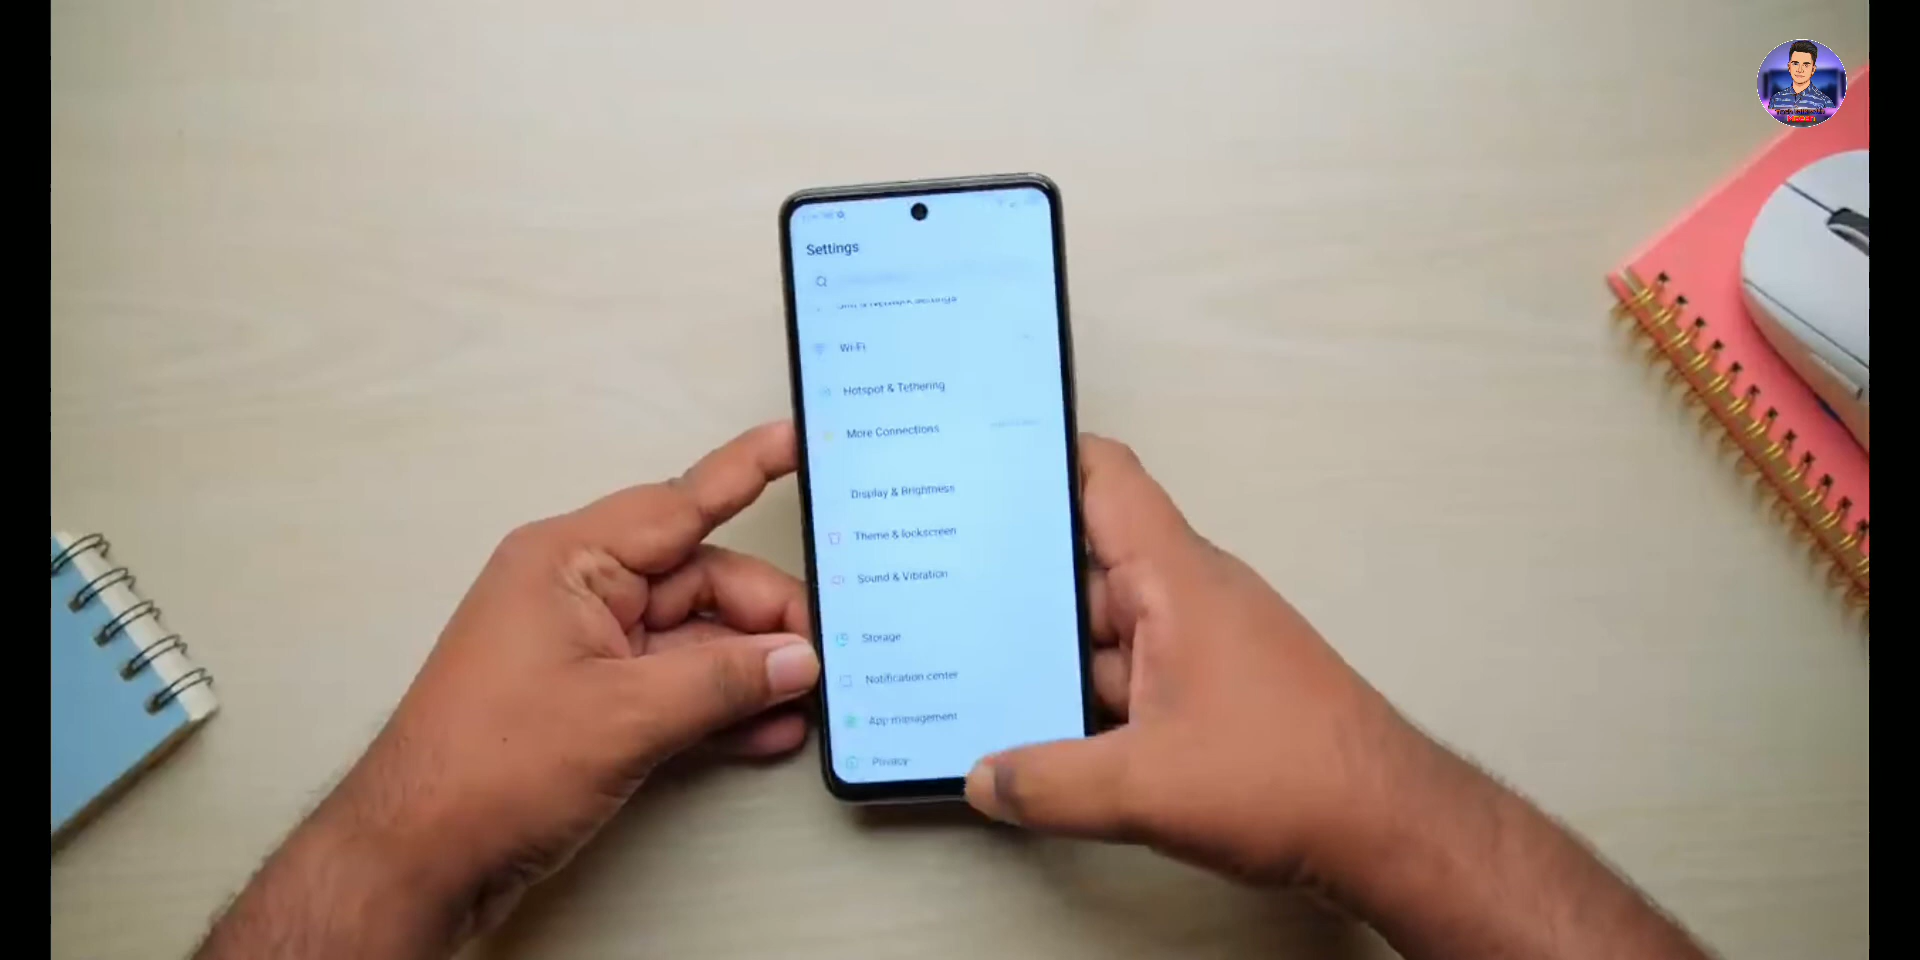 Settings
Wi-Fi
Hotspot & Tethering
More Connections
Display & Brightness
Theme & lockscreen
Sound & Vibration
Storage
Notification center
App management
Privacy